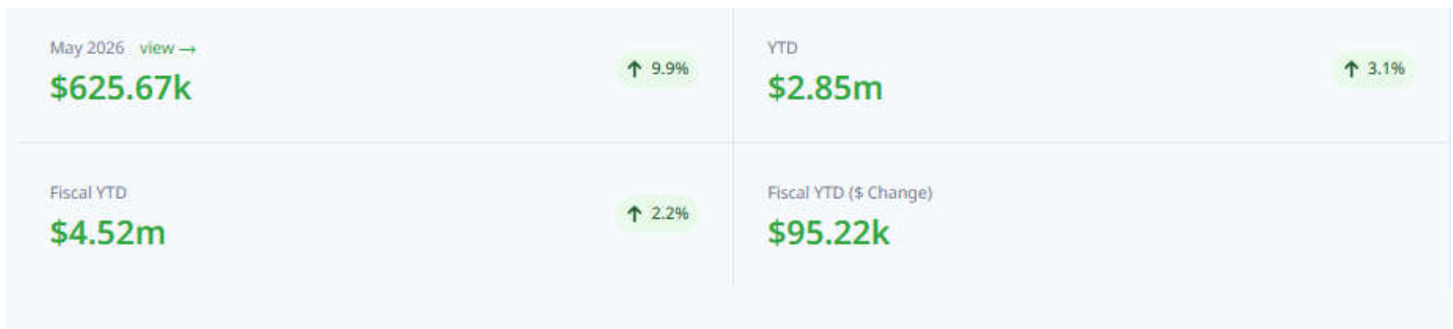 May 2026 view →
$625.67k
↑ 9.9%
YTD
$2.85m
↑ 3.1%
Fiscal YTD
$4.52m
↑ 2.2%
Fiscal YTD ($ Change)
$95.22k